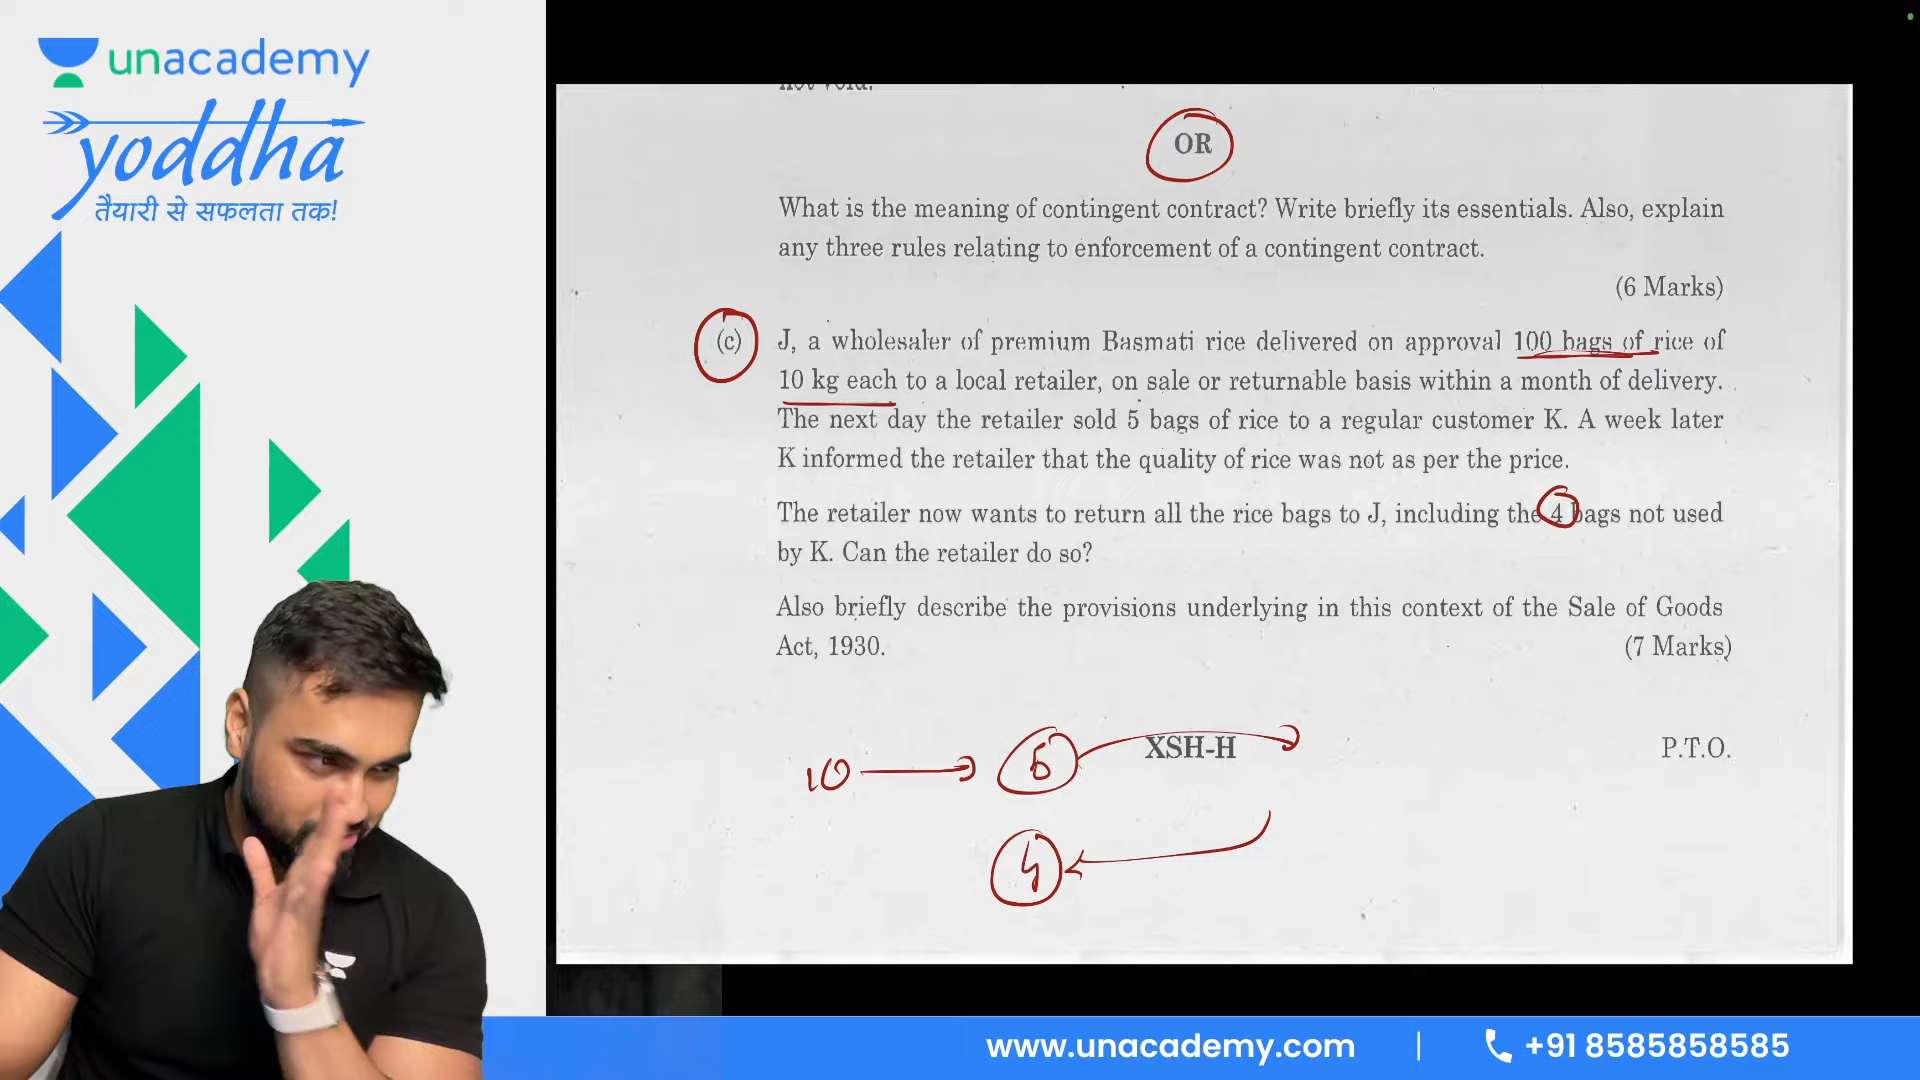 unacademy
yoddha
तैयारी से सफलता तक!
not void.
OR
What is the meaning of contingent contract? Write briefly its essentials. Also, explain
any three rules relating to enforcement of a contingent contract.
(6 Marks)
(c) J, a wholesaler of premium Basmati rice delivered on approval 100 bags of rice of
10 kg each to a local retailer, on sale or returnable basis within a month of delivery.
The next day the retailer sold 5 bags of rice to a regular customer K. A week later
K informed the retailer that the quality of rice was not as per the price.
The retailer now wants to return all the rice bags to J, including the 4 bags not used
by K. Can the retailer do so?
Also briefly describe the provisions underlying in this context of the Sale of Goods
Act, 1930. (7 Marks)
XSH-H P.T.O.
10 5
4
www.unacademy.com | +91 8585858585